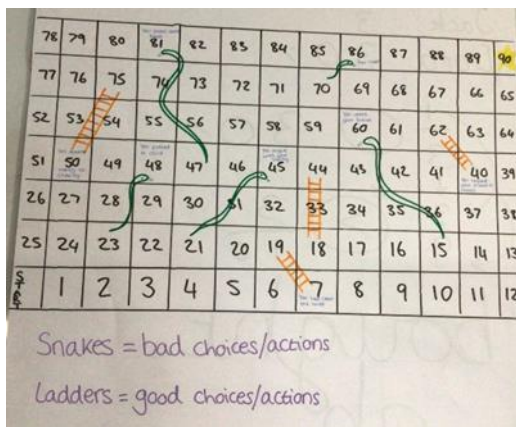 78 79 80 81 82 83 84 85 86 87 88 89 90
77 76 75 74 73 72 71 70 69 68 67 66 65
52 53 54 55 56 57 58 59 60 61 62 63 64
51 50 49 48 47 46 45 44 43 42 41 40 39
26 27 28 29 30 31 32 33 34 35 36 37 38
25 24 23 22 21 20 19 18 17 16 15 14 13
START 1 2 3 4 5 6 7 8 9 10 11 12
Snakes = bad choices/actions
Ladders = good choices/actions